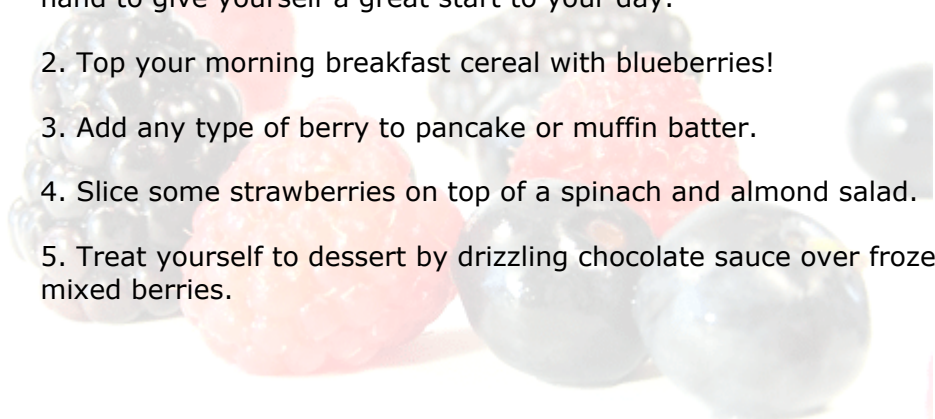 hand to give yourself a great start to your day.
2. Top your morning breakfast cereal with blueberries!
3. Add any type of berry to pancake or muffin batter.
4. Slice some strawberries on top of a spinach and almond salad.
5. Treat yourself to dessert by drizzling chocolate sauce over froze
mixed berries.